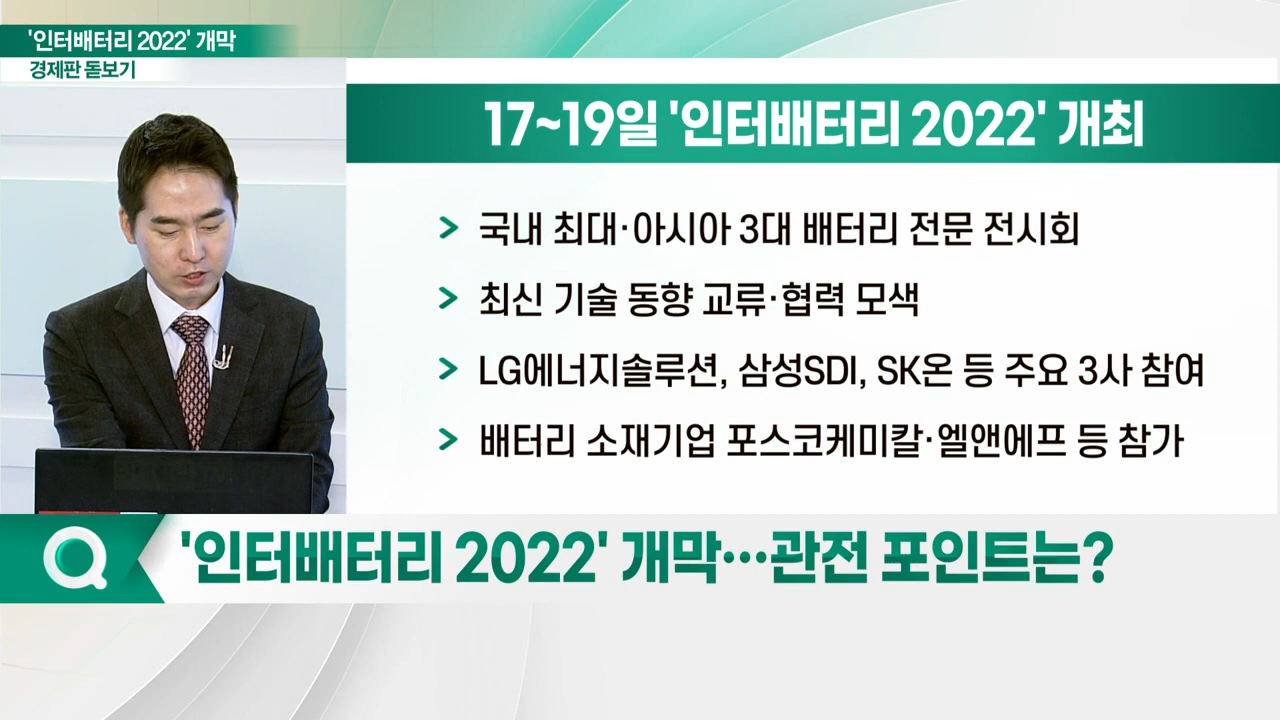 '인터배터리 2022' 개막
경제판 돋보기
17~19일 '인터배터리 2022' 개최
> 국내 최대·아시아 3대 배터리 전문 전시회
> 최신 기술 동향 교류·협력 모색
> LG에너지솔루션, 삼성SDI, SK온 등 주요 3사 참여
> 배터리 소재기업 포스코케미칼·엘앤에프 등 참가
Q '인터배터리 2022' 개막…관전 포인트는?